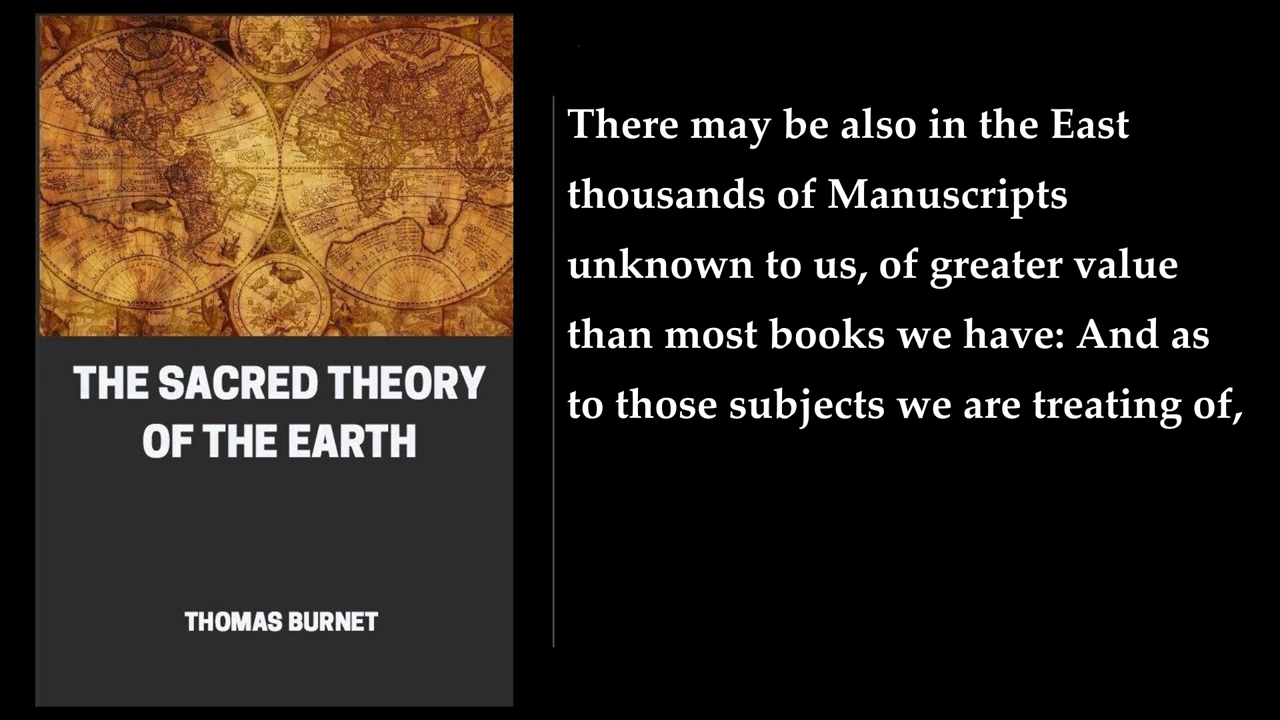 THE SACRED THEORY
OF THE EARTH
THOMAS BURNET
There may be also in the East
thousands of Manuscripts
unknown to us, of greater value
than most books we have: And as
to those subjects we are treating of,